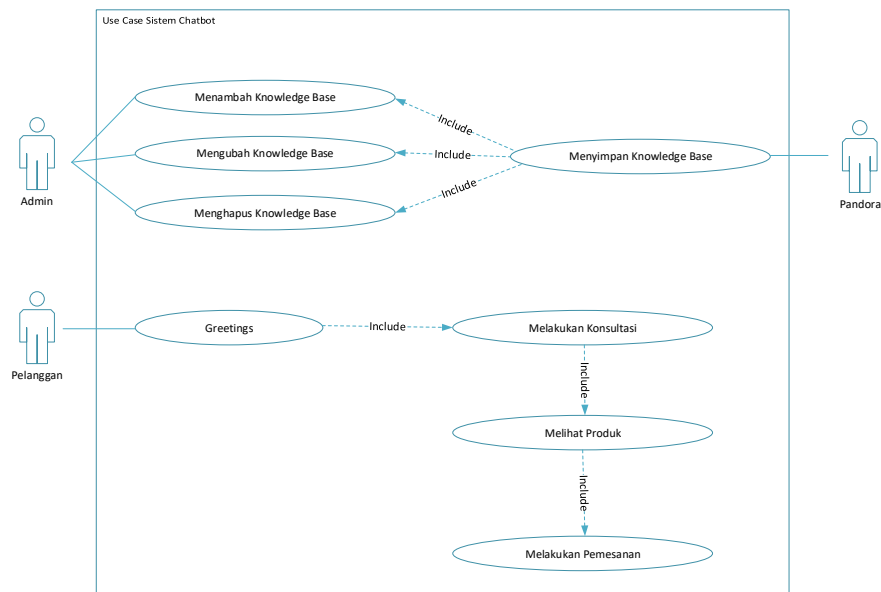 Use Case Sistem Chatbot
Menambah Knowledge Base
Include
Mengubah Knowledge Base
Include
Menyimpan Knowledge Base
Include
Menghapus Knowledge Base
Admin
Pandora
Greetings
Include
Melakukan Konsultasi
Pelanggan
Include
Melihat Produk
Include
Melakukan Pemesanan